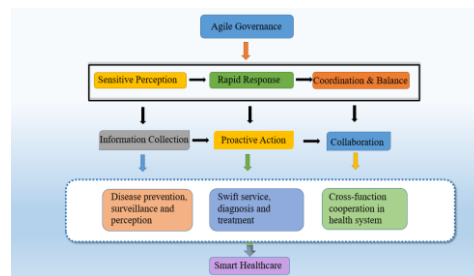 Agile Governance
Sensitive Perception
Rapid Response
Coordination & Balance
Information Collection
Proactive Action
Collaboration
Disease prevention,
surveillance and
perception
Swift service,
diagnosis and
treatment
Cross-function
cooperation in
health system
Smart Healthcare